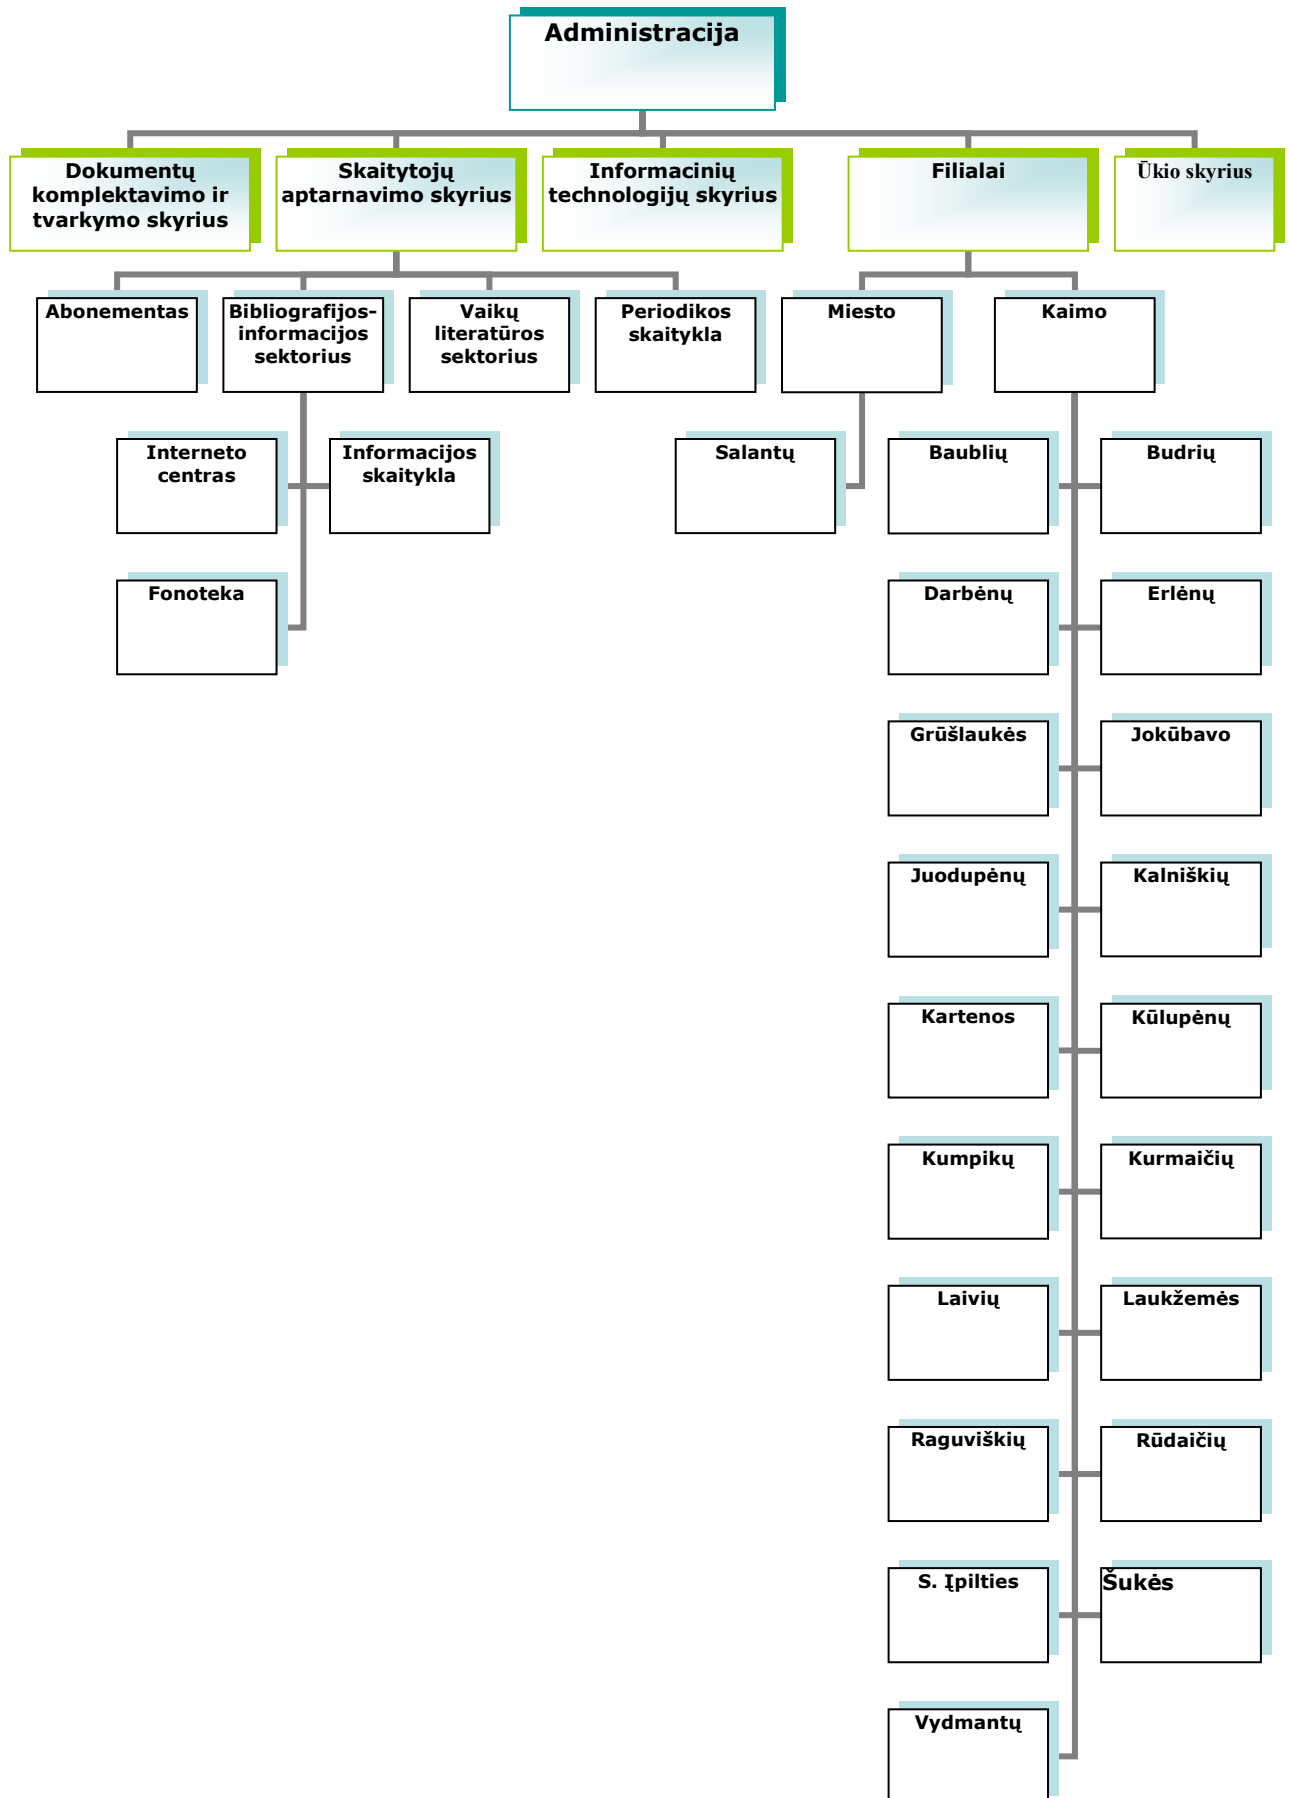 Administracija
Dokumentų
komplektavimo ir
tvarkymo skyrius
Skaitytojų
aptarnavimo skyrius
Informacinių
technologijų skyrius
Filialai
Ūkio skyrius
Abonementas
Bibliografijos-
informacijos
sektorius
Vaikų
literatūros
sektorius
Periodikos
skaitykla
Miesto
Kaimo
Interneto
centras
Informacijos
skaitykla
Salantų
Baublių
Budrių
Fonoteka
Darbėnų
Erlėnų
Grūšlaukės
Jokūbavo
Juodupėnų
Kalniškių
Kartenos
Kūlupėnų
Kumpikų
Kurmaičių
Laivių
Laukžemės
Raguviškių
Rūdaičių
S. Įpilties
Šukės
Vydmantų